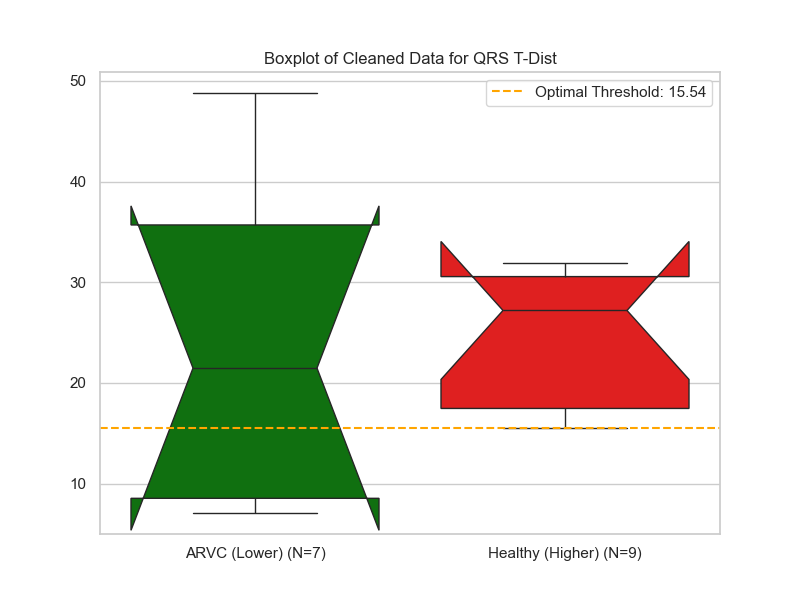 Boxplot of Cleaned Data for QRS T-Dist
Optimal Threshold: 15.54
50
40
30
20
10
ARVC (Lower) (N=7)
Healthy (Higher) (N=9)